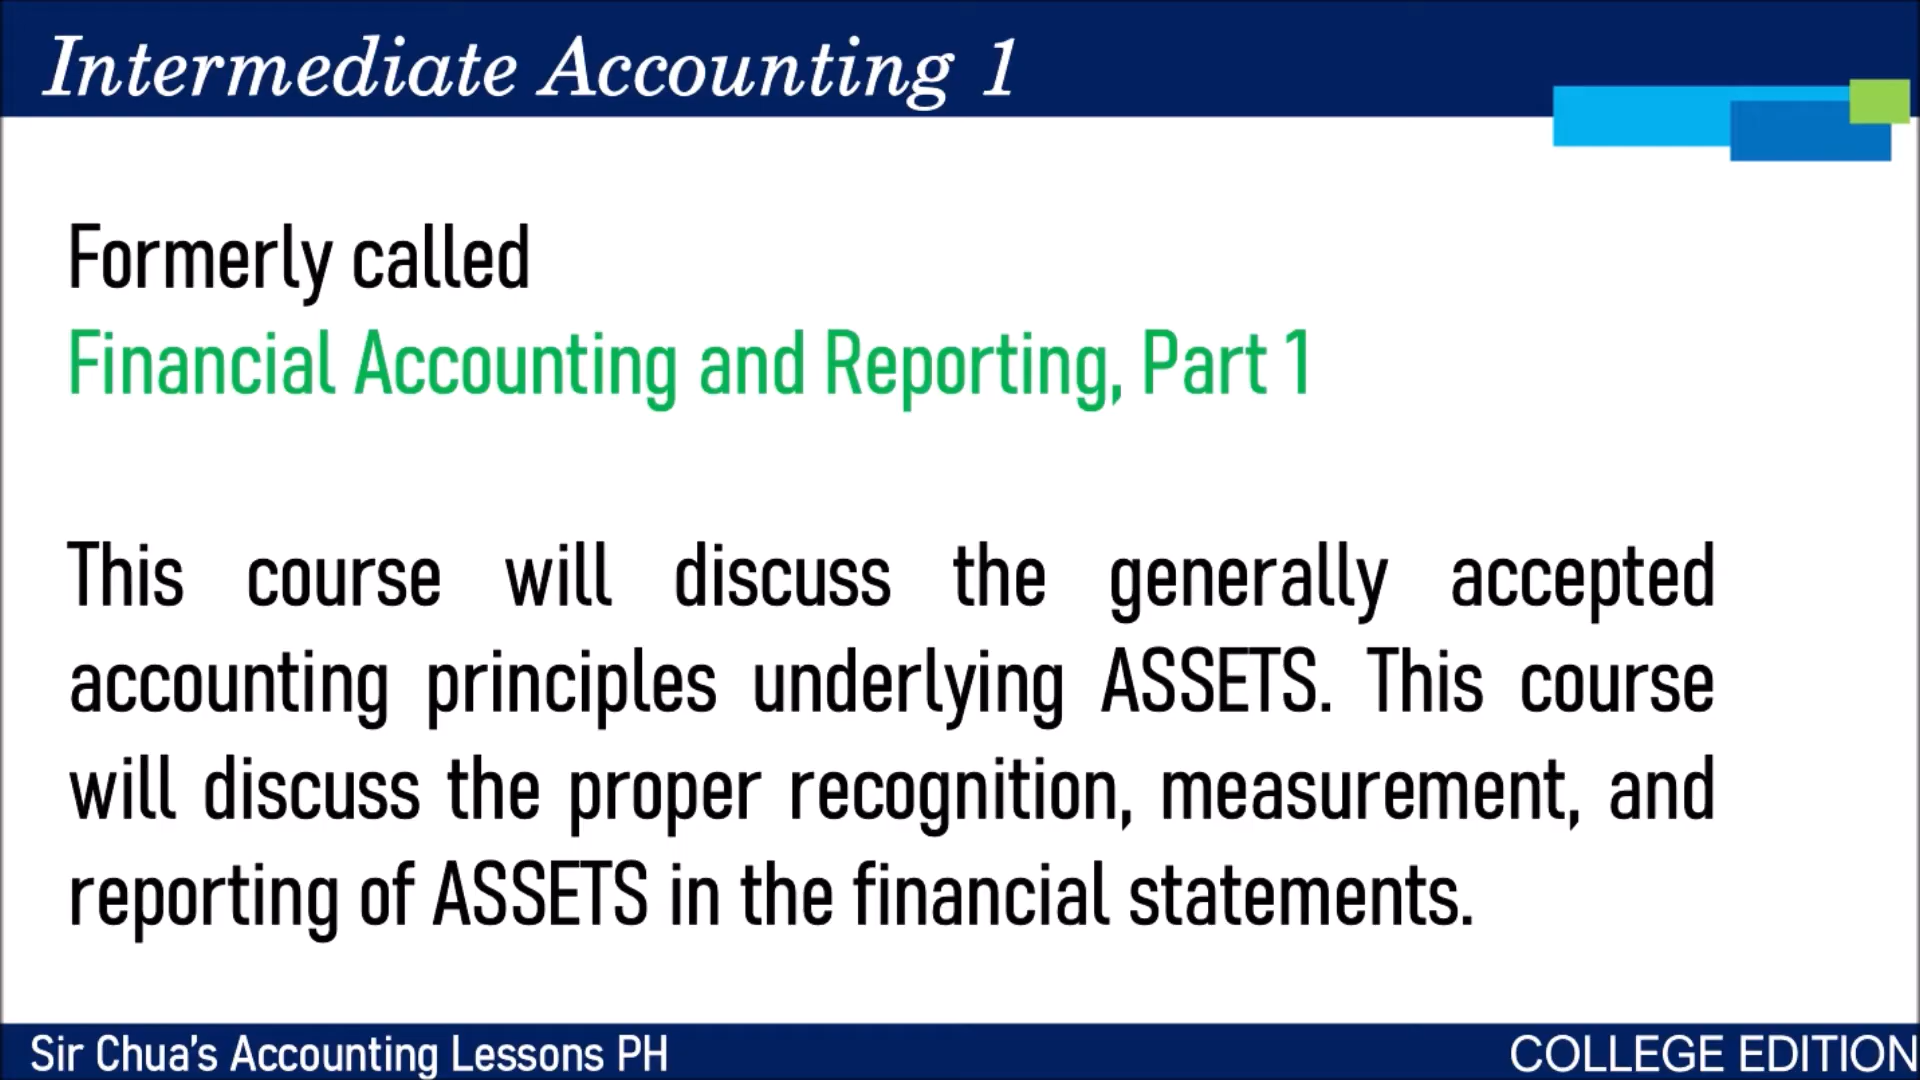 Intermediate Accounting 1
Formerly called
Financial Accounting and Reporting, Part 1
This course will discuss the generally accepted
accounting principles underlying ASSETS. This course
will discuss the proper recognition, measurement, and
reporting of ASSETS in the financial statements.
Sir Chua's Accounting Lessons PH
COLLEGE EDITION